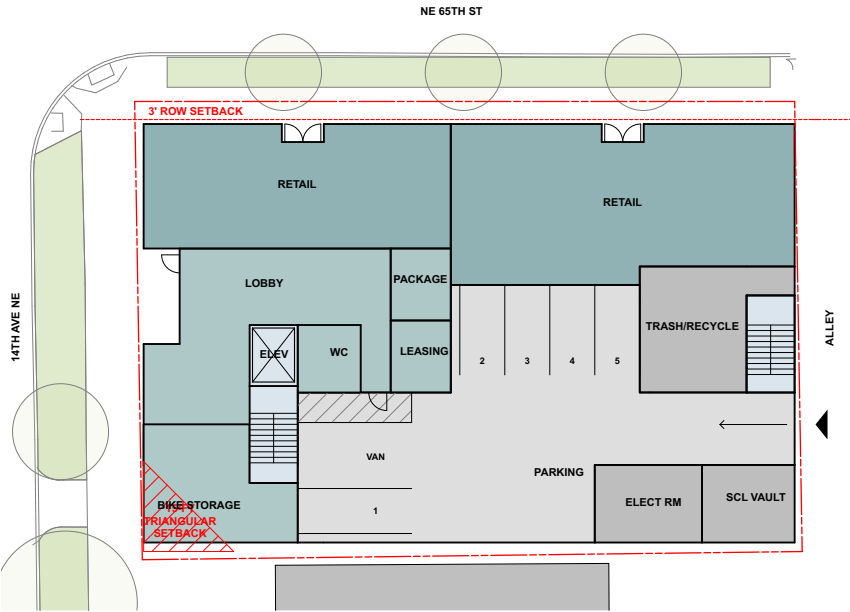 NE 65TH ST
3' ROW SETBACK
RETAIL
RETAIL
LOBBY
PACKAGE
14TH AVE NE
ALLEY
TRASH/RECYCLE
ELEV
WC
LEASING
2
3
4
5
VAN
PARKING
1
BIKE STORAGE
TRIANGULAR
SETBACK
ELECT RM
SCL VAULT